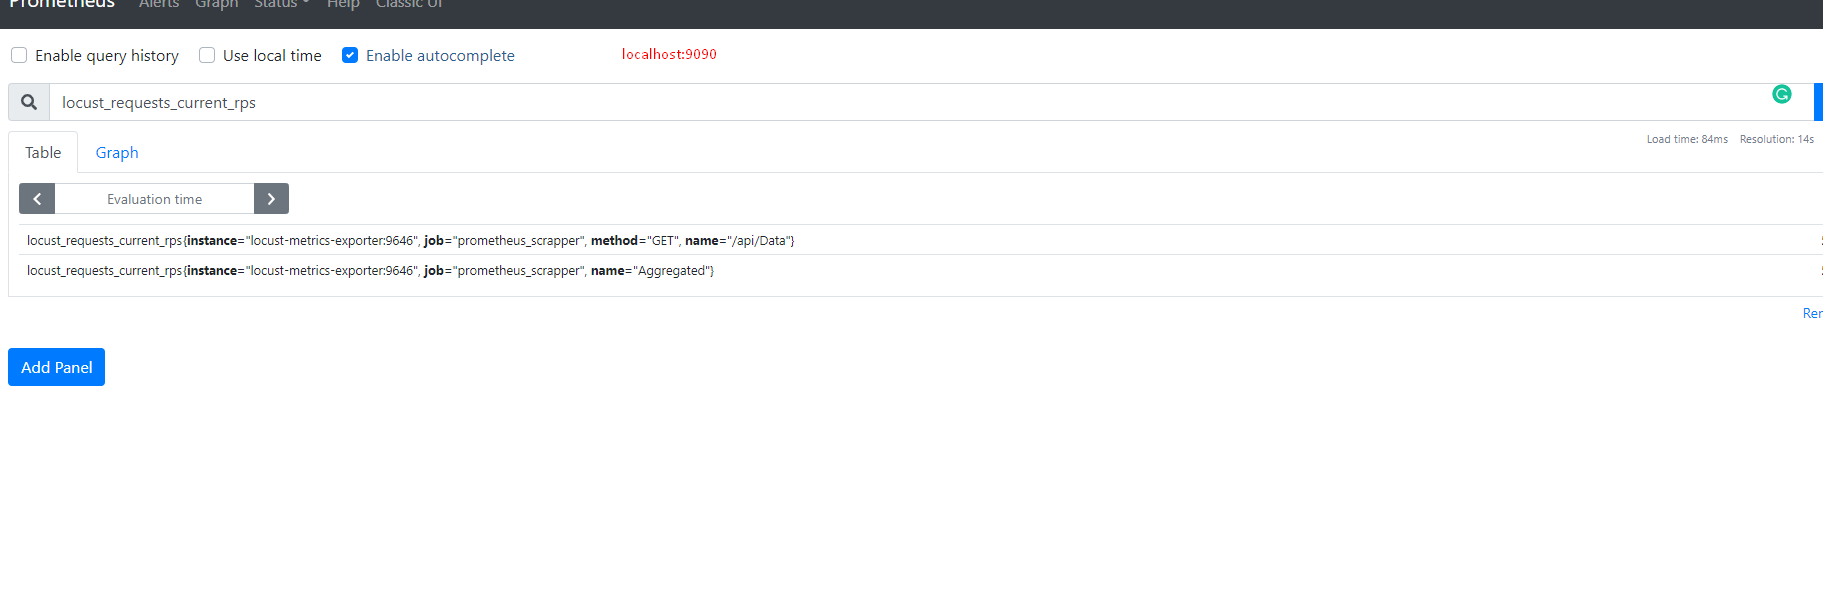 Prometheus Alerts Graph Status Help Classic UI
Enable query history Use local time Enable autocomplete localhost:9090
locust_requests_current_rps
Table Graph Load time: 84ms Resolution: 14s
Evaluation time
locust_requests_current_rps{instance="locust-metrics-exporter:9646", job="prometheus_scrapper", method="GET", name="/api/Data"}
locust_requests_current_rps{instance="locust-metrics-exporter:9646", job="prometheus_scrapper", name="Aggregated"}
Add Panel